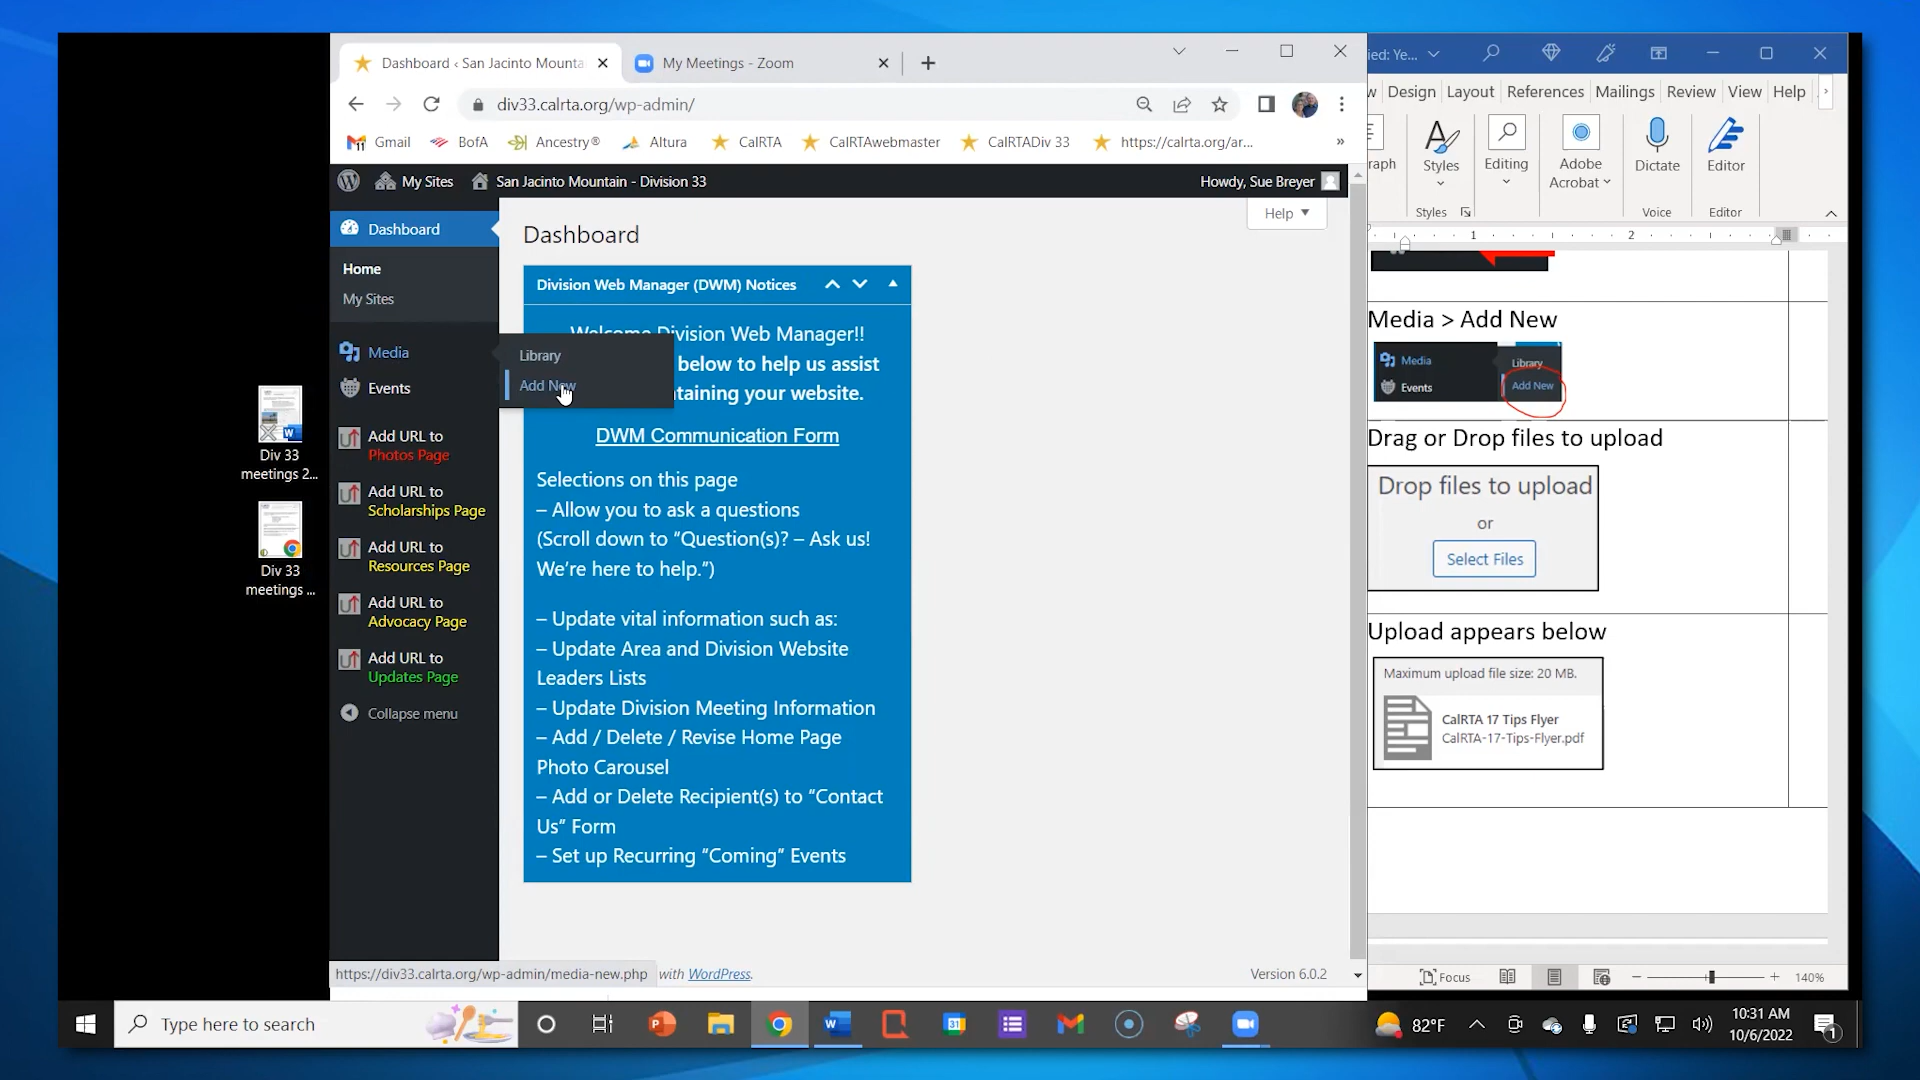 Dashboard ‹ San Jacinto Mounta
My Meetings - Zoom
div33.calrta.org/wp-admin/
Gmail
BofA
Ancestry®
Altura
CalRTA
CalRTAwebmaster
CalRTADiv 33
https://calrta.org/ar...
»
My Sites
San Jacinto Mountain - Division 33
Howdy, Sue Breyer
Dashboard
Home
My Sites
Media
Events
Add URL to
Photos Page
Add URL to
Scholarships Page
Add URL to
Resources Page
Add URL to
Advocacy Page
Add URL to
Updates Page
Collapse menu
Library
Add New
Help
Dashboard
Division Web Manager (DWM) Notices
Welcome Division Web Manager!!
below to help us assist
taining your website.
DWM Communication Form
Selections on this page
– Allow you to ask a questions
(Scroll down to “Question(s)? – Ask us!
We’re here to help.”)
– Update vital information such as:
– Update Area and Division Website
Leaders Lists
– Update Division Meeting Information
– Add / Delete / Revise Home Page
Photo Carousel
– Add or Delete Recipient(s) to “Contact
Us” Form
– Set up Recurring “Coming” Events
https://div33.calrta.org/wp-admin/media-new.php
with WordPress.
Version 6.0.2
Div 33
meetings 2...
Div 33
meetings ...
ied: Ye...
w
Design
Layout
References
Mailings
Review
View
Help
raph
Styles
Editing
Adobe
Acrobat
Dictate
Editor
Styles
Voice
Editor
1
2
Media > Add New
Media
Library
Events
Add New
Drag or Drop files to upload
Drop files to upload
or
Select Files
Upload appears below
Maximum upload file size: 20 MB.
CalRTA 17 Tips Flyer
CalRTA-17-Tips-Flyer.pdf
Focus
140%
Type here to search
31
82°F
10:31 AM
10/6/2022
1